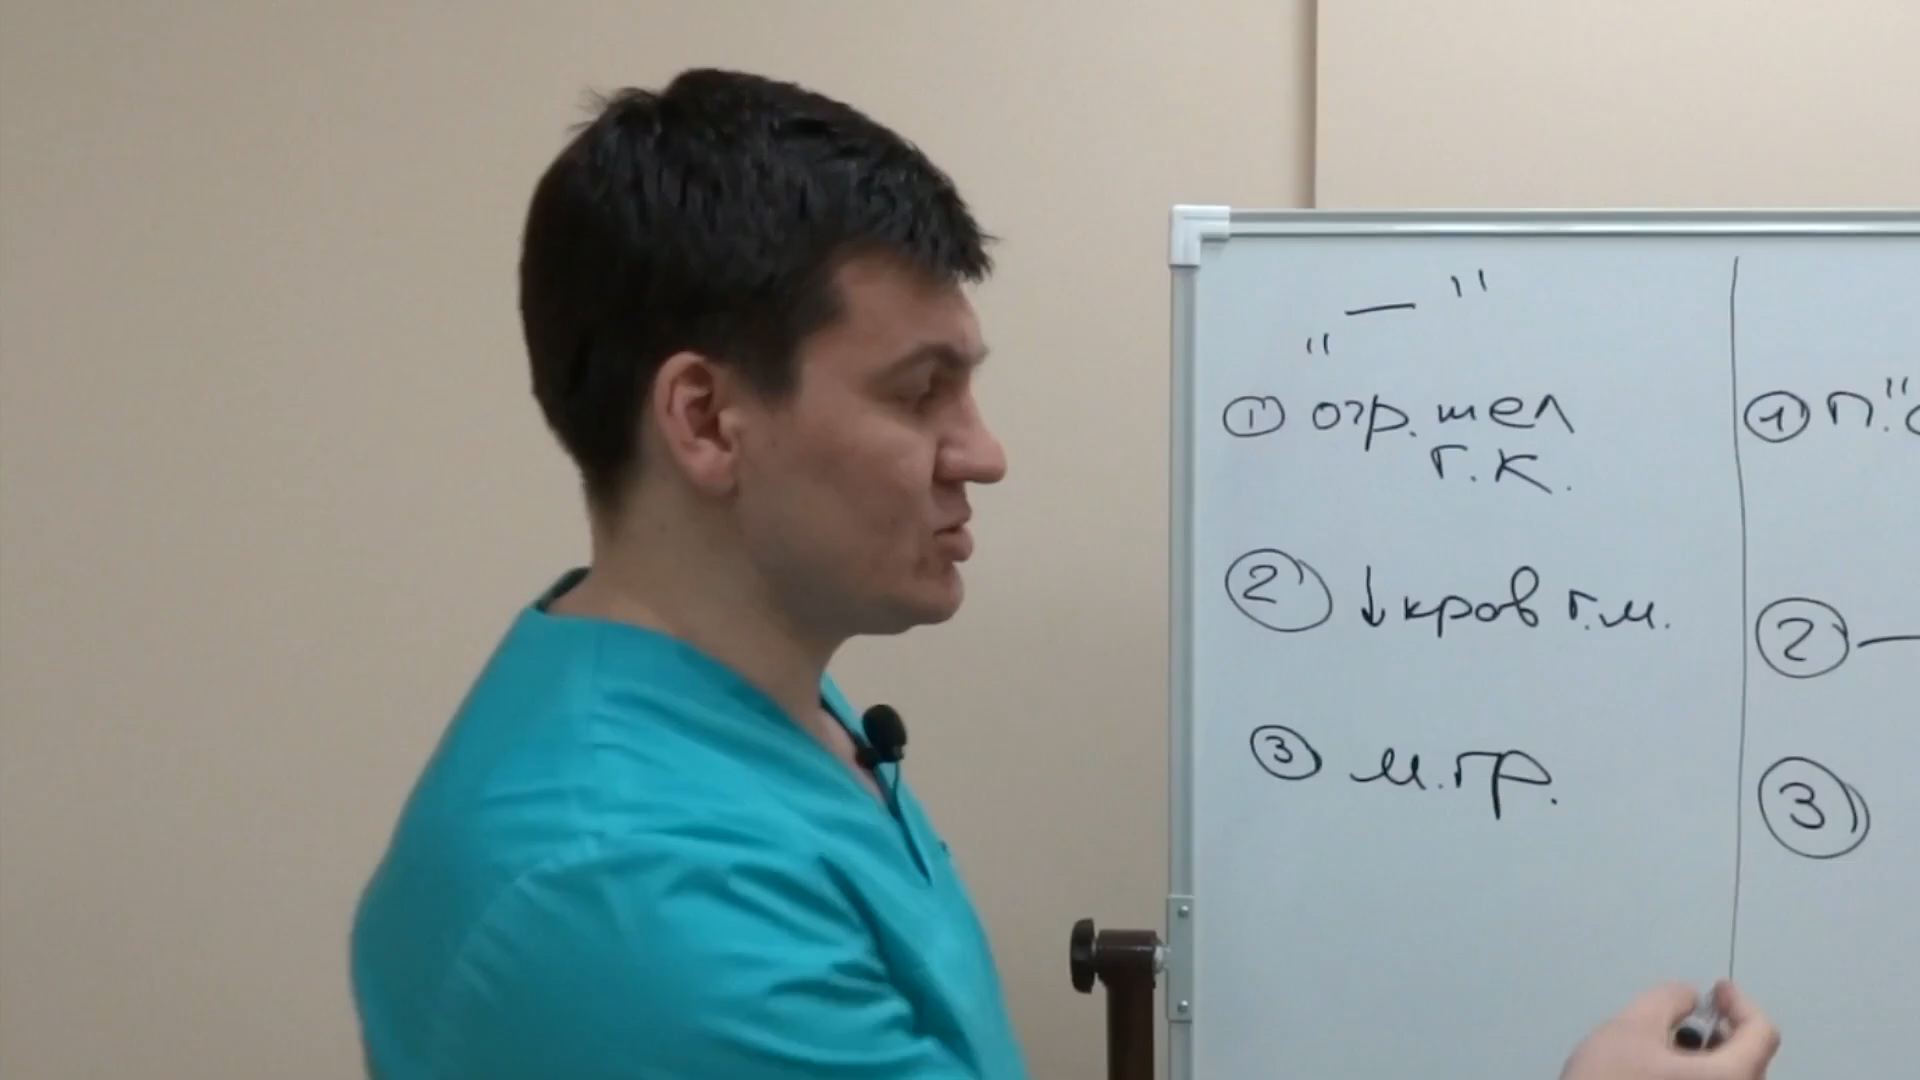 „ — "
① огр. шел
г. к.
② ↓ кров г.м.
③ м. гр.
① П."
② —
③